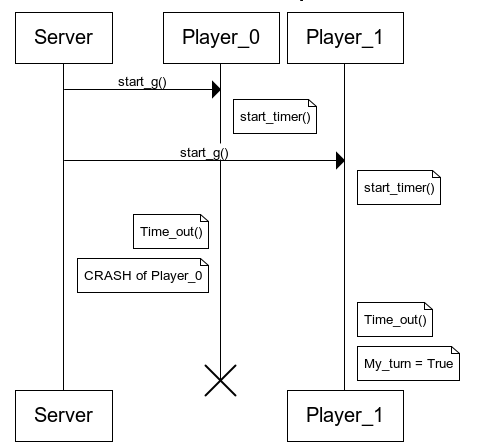 Server
Player_0
Player_1
start_g()
start_timer()
start_g()
start_timer()
Time_out()
CRASH of Player_0
Time_out()
My_turn = True
Server
Player_1